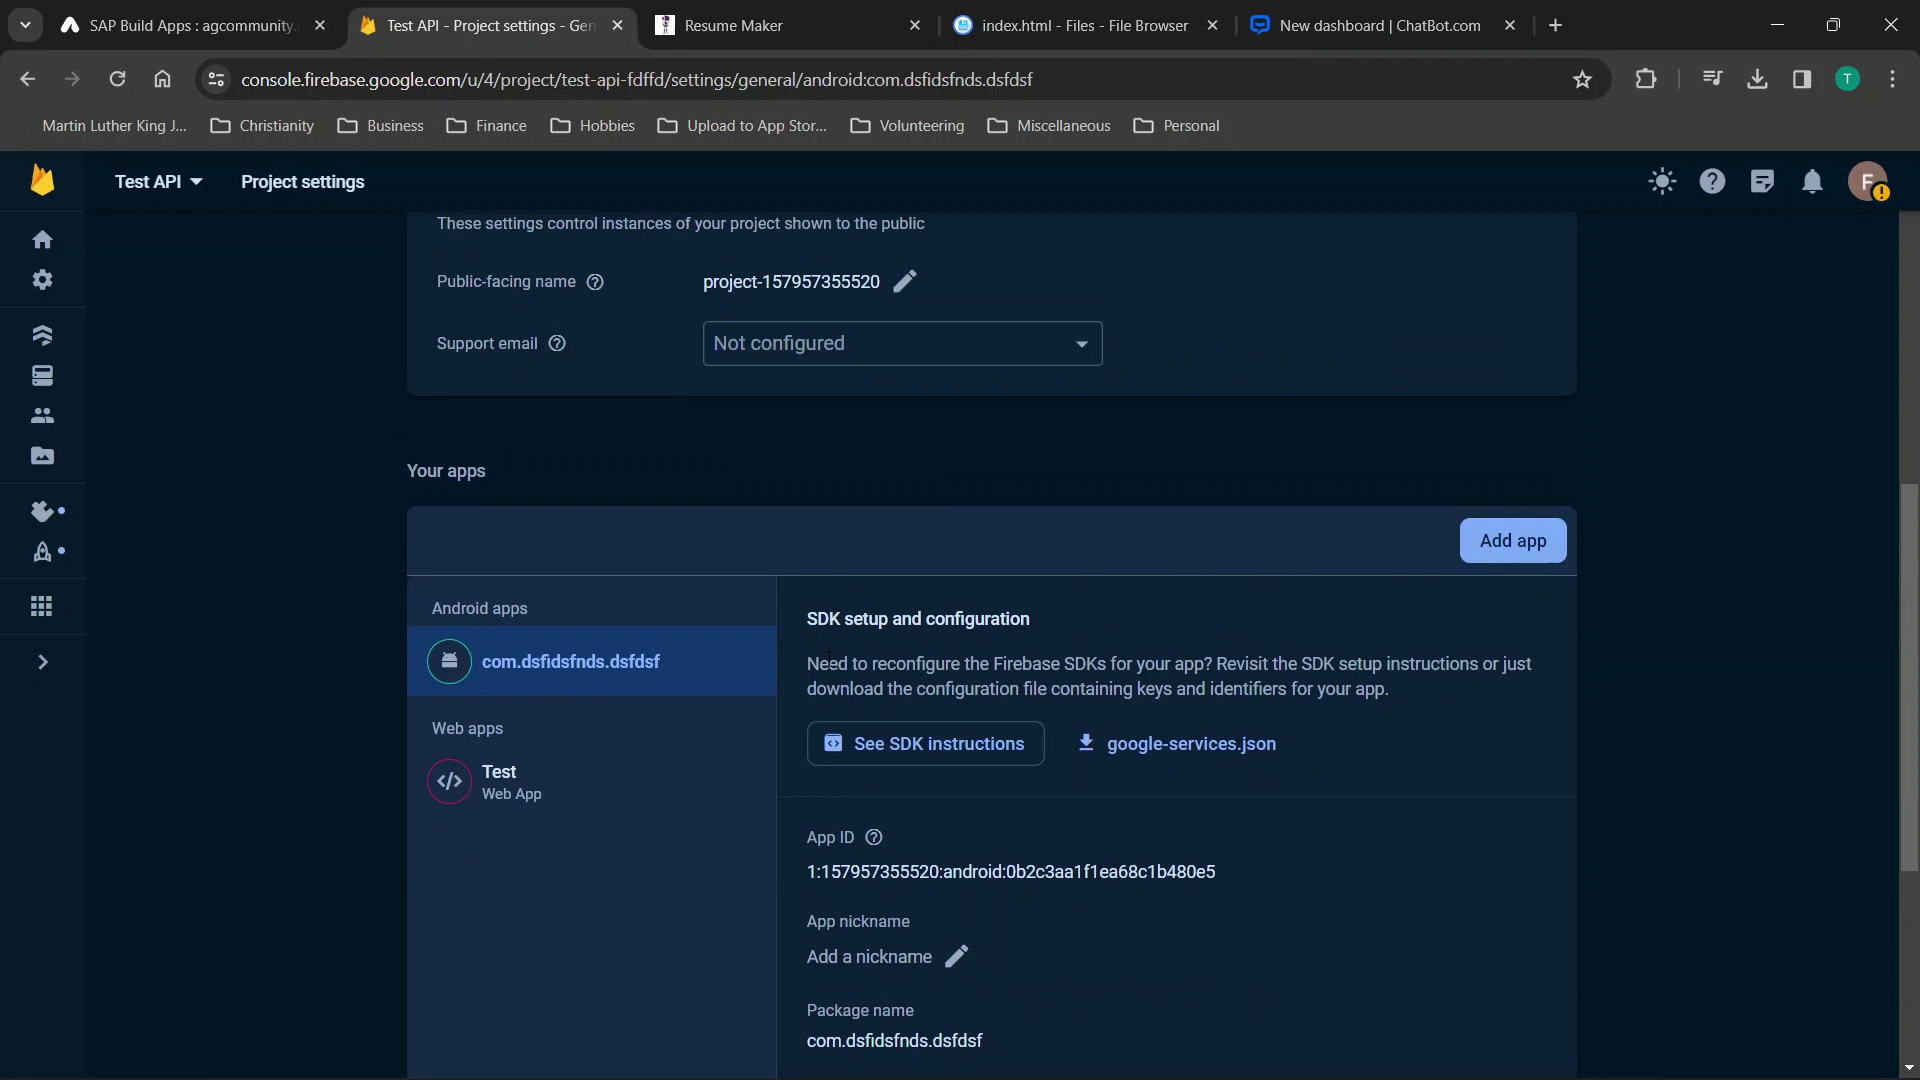 SAP Build Apps : agcommunity.
Test API - Project settings - Gen
Resume Maker
index.html - Files - File Browser
New dashboard | ChatBot.com
console.firebase.google.com/u/4/project/test-api-fdffd/settings/general/android:com.dsfidsfnds.dsfdsf
T
Martin Luther King J...
Christianity
Business
Finance
Hobbies
Upload to App Stor...
Volunteering
Miscellaneous
Personal
Test API
Project settings
F
These settings control instances of your project shown to the public
Public-facing name
project-157957355520
Support email
Not configured
Your apps
Add app
Android apps
com.dsfidsfnds.dsfdsf
Web apps
Test
Web App
SDK setup and configuration
Need to reconfigure the Firebase SDKs for your app? Revisit the SDK setup instructions or just
download the configuration file containing keys and identifiers for your app.
See SDK instructions
google-services.json
App ID
1:157957355520:android:0b2c3aa1f1ea68c1b480e5
App nickname
Add a nickname
Package name
com.dsfidsfnds.dsfdsf